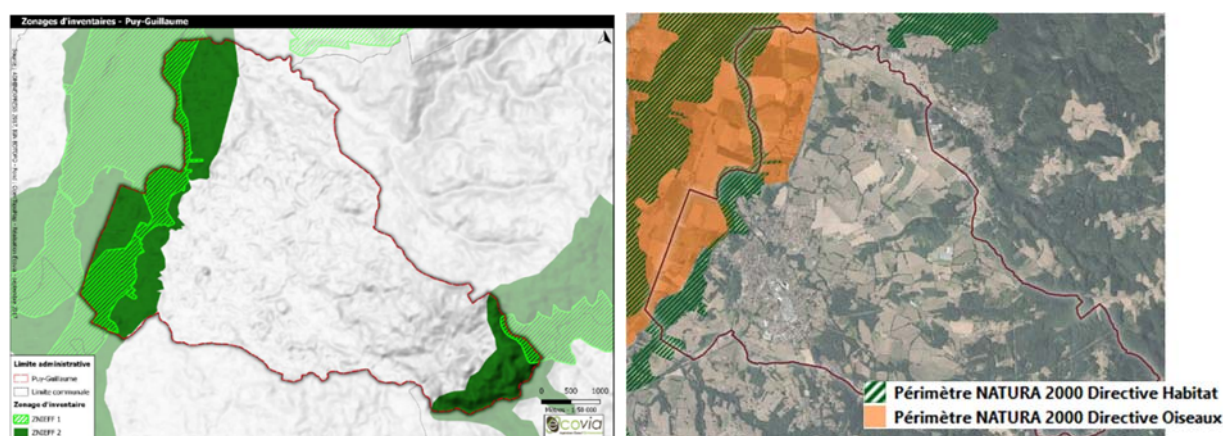 Zonages d'inventaires - Puy-Guillaume
Limite administrative
Puy-Guillaume
Limite communale
Zonage d'inventaire
ZNIEFF 1
ZNIEFF 2
0 500 1000
Mètres - 1:50 000
ecovia
Périmètre NATURA 2000 Directive Habitat
Périmètre NATURA 2000 Directive Oiseaux